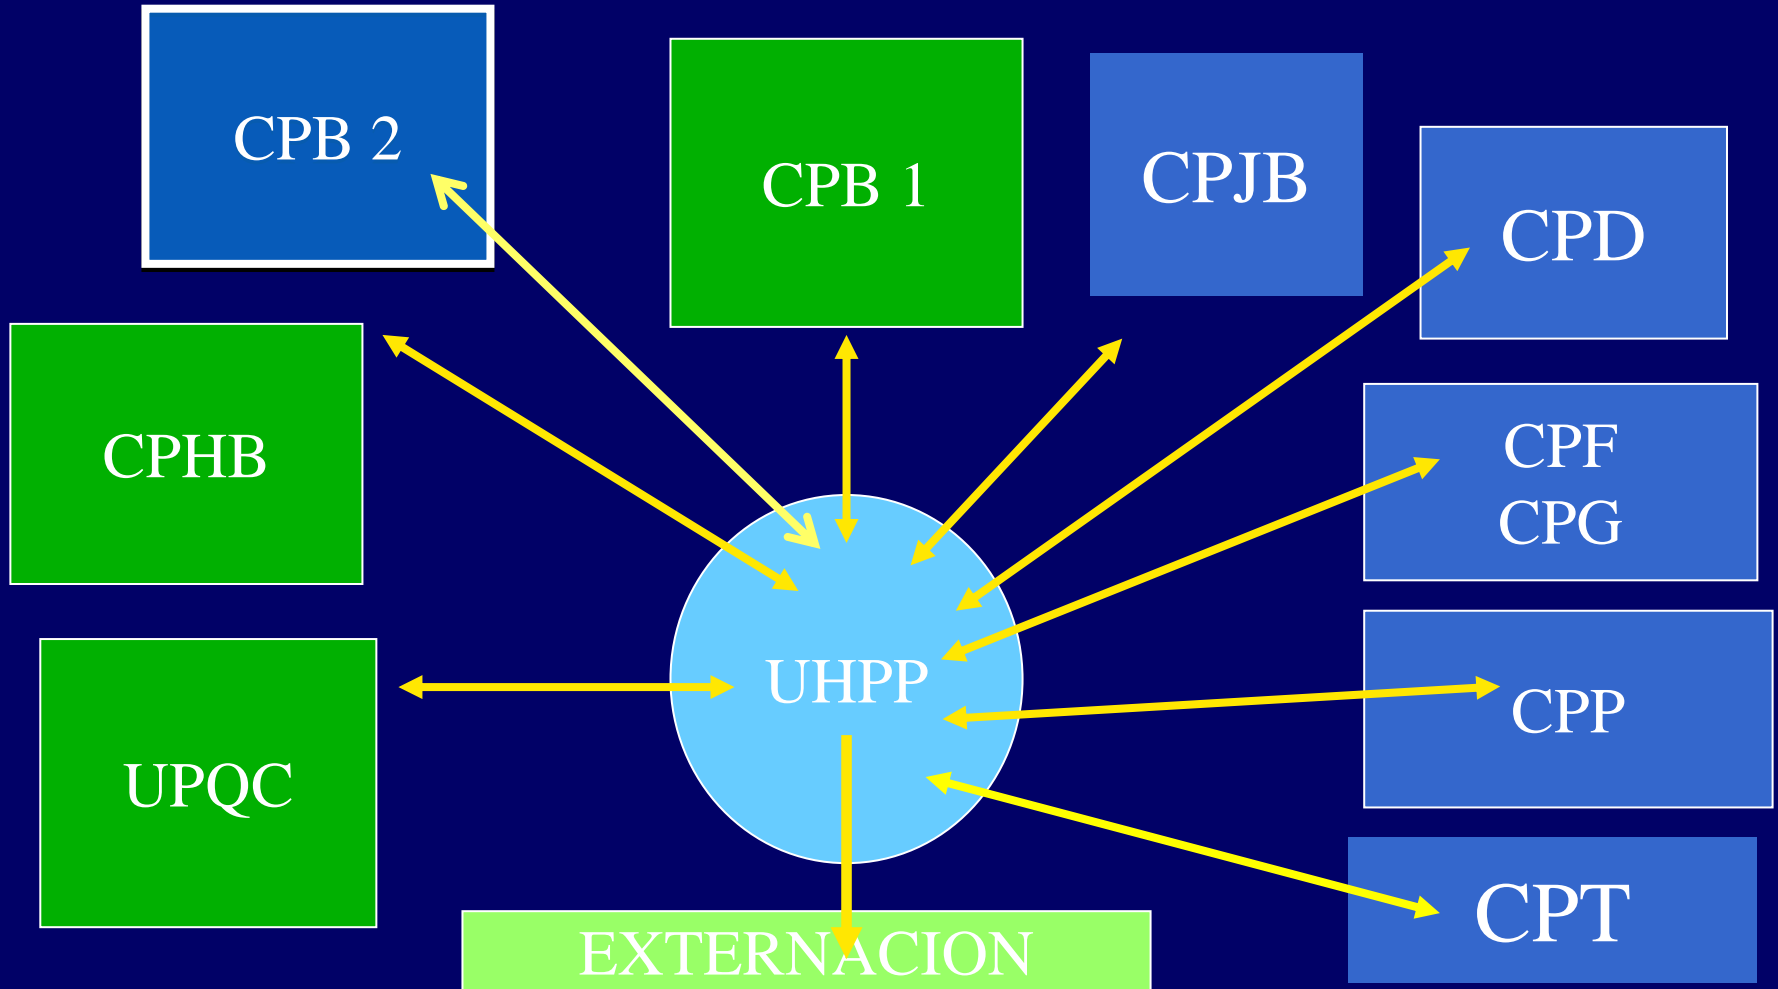 CPB 2
CPB 1
CPJB
CPD
CPHB
CPF
CPG
UHPP
CPP
UPQC
CPT
EXTERNACION